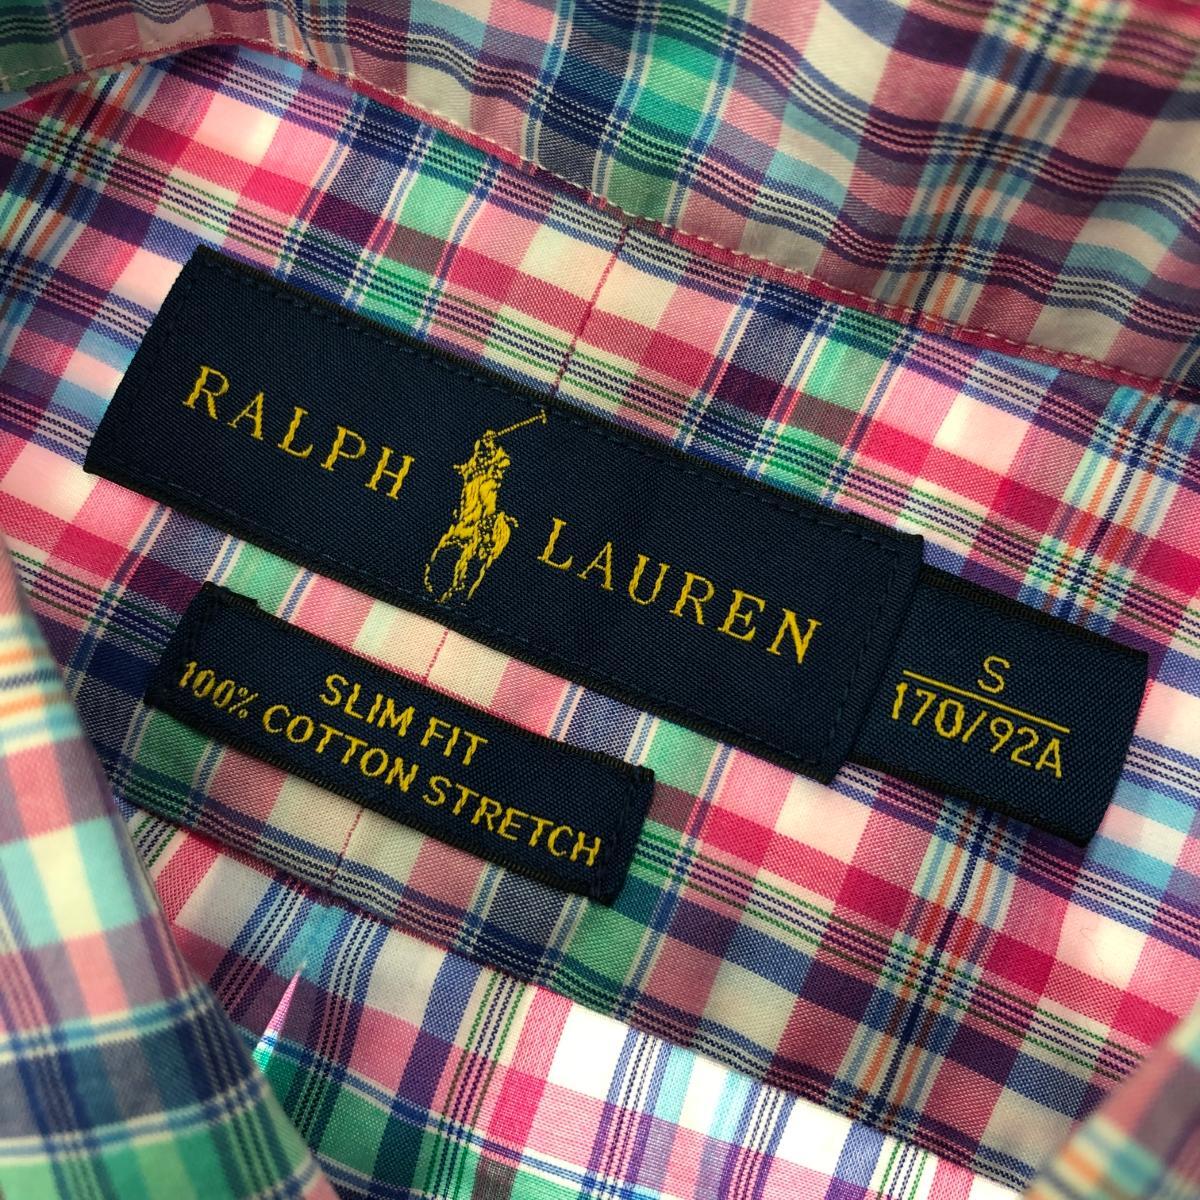 RALPH LAUREN
S
170/92A
SLIM FIT
100% COTTON STRETCH